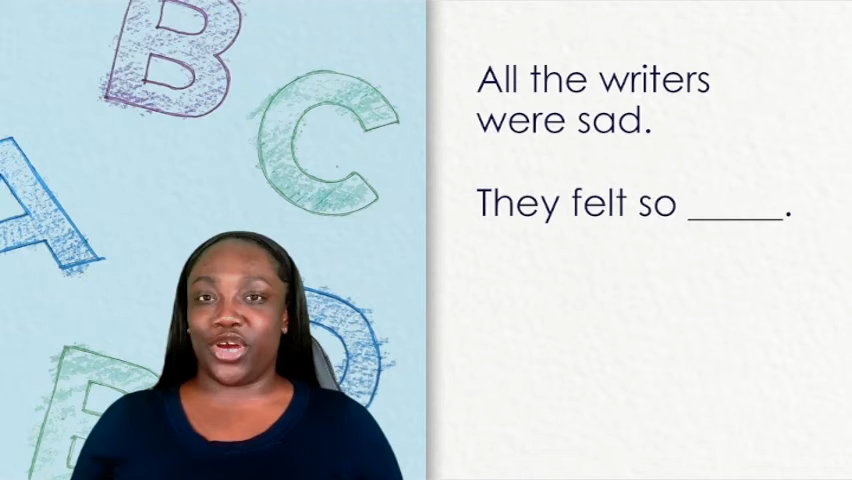 B
C
A
D
E
All the writers
were sad.
They felt so _____.